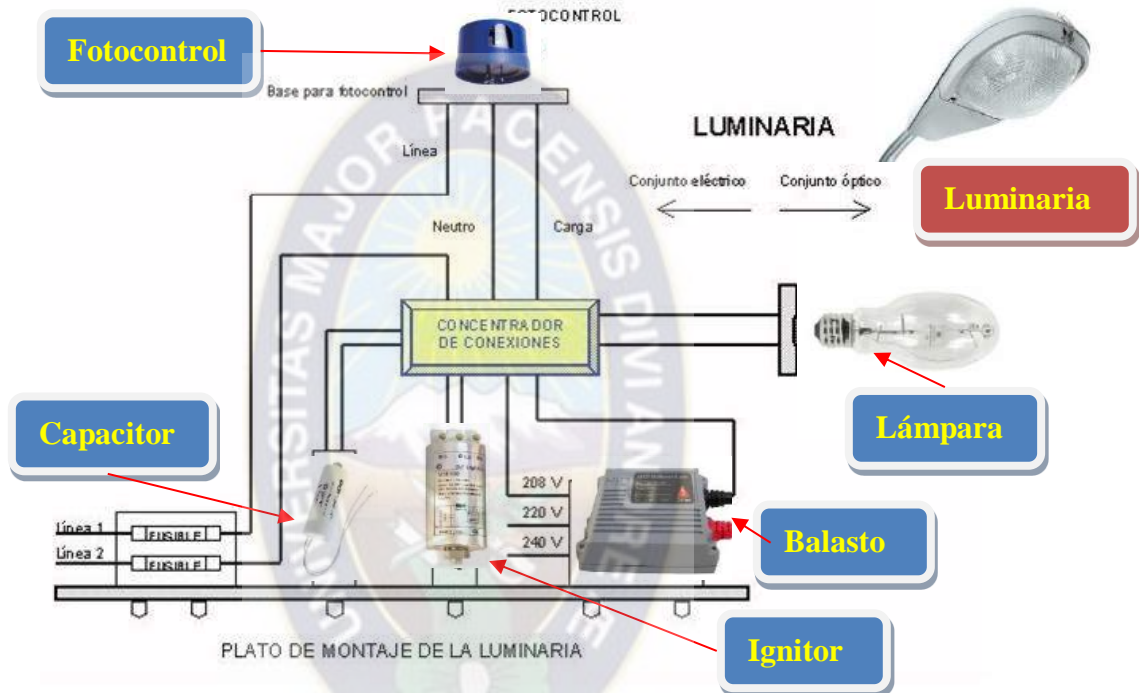 FOTOCONTROL
Fotocontrol
Base para fotocontrol
LUMINARIA
Línea
Conjunto eléctrico
Conjunto óptico
Luminaria
Neutro
Carga
CONCENTRADOR
DE CONEXIONES
Capacitor
Lámpara
208 V
220 V
240 V
Línea 1
FUSIBLE
Línea 2
FUSIBLE
Balasto
PLATO DE MONTAJE DE LA LUMINARIA
Ignitor